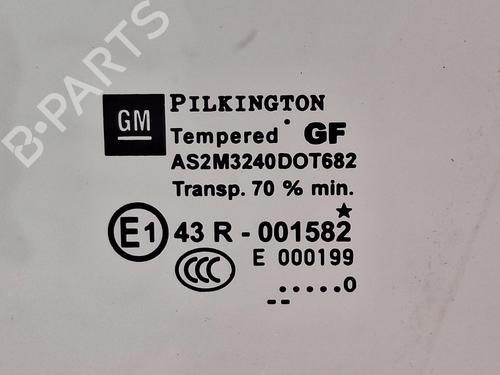 B-PARTS
GM
PILKINGTON
Tempered GF
AS2M3240DOT682
Transp. 70 % min.
E1 43 R - 001582
CCC E 000199
.....0
--